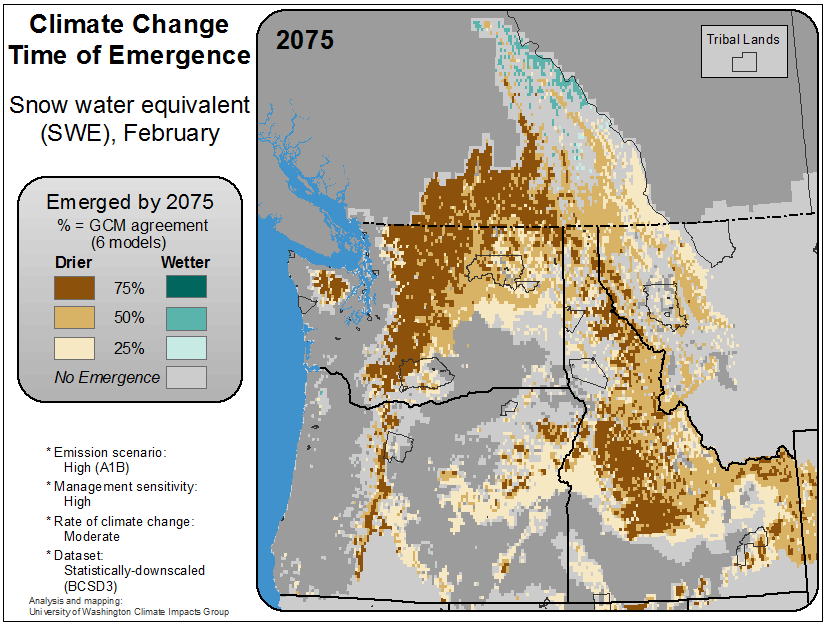 Climate Change
Time of Emergence
Snow water equivalent
(SWE), February
Emerged by 2075
% = GCM agreement
(6 models)
Drier Wetter
75%
50%
25%
No Emergence
* Emission scenario:
High (A1B)
* Management sensitivity:
High
* Rate of climate change:
Moderate
* Dataset:
Statistically-downscaled
(BCSD3)
Analysis and mapping:
University of Washington Climate Impacts Group
2075
Tribal Lands